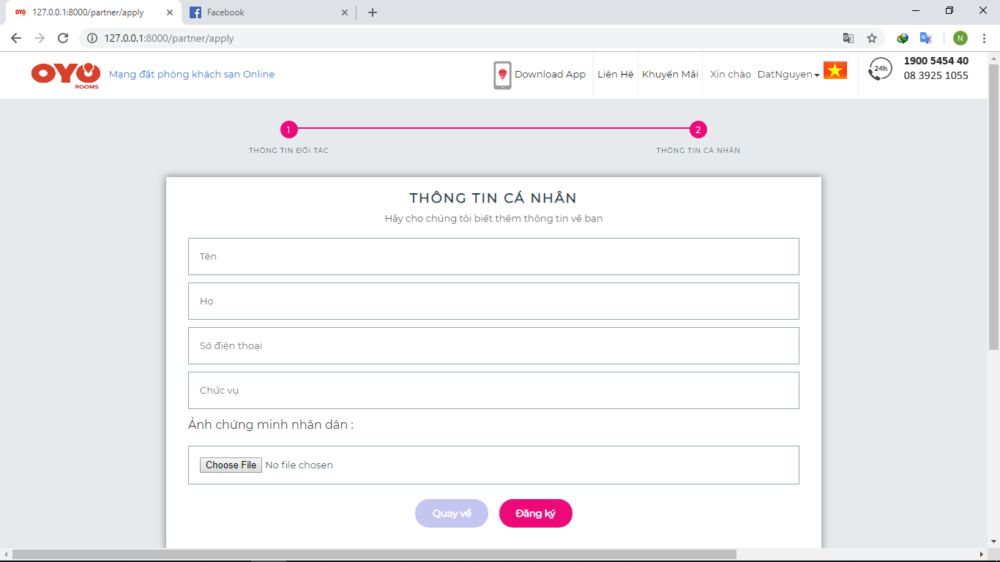 OYO 127.0.0.1:8000/partner/apply Facebook
127.0.0.1:8000/partner/apply N
OYO ROOMS Mạng đặt phòng khách sạn Online Download App Liên Hệ Khuyến Mãi Xin chào DatNguyen 24h 1900 5454 40
08 3925 1055
1 2
THÔNG TIN ĐỐI TÁC THÔNG TIN CÁ NHÂN
THÔNG TIN CÁ NHÂN
Hãy cho chúng tôi biết thêm thông tin về bạn
Tên
Họ
Số điện thoại
Chức vụ
Ảnh chứng minh nhân dân :
Choose File No file chosen
Quay về Đăng ký